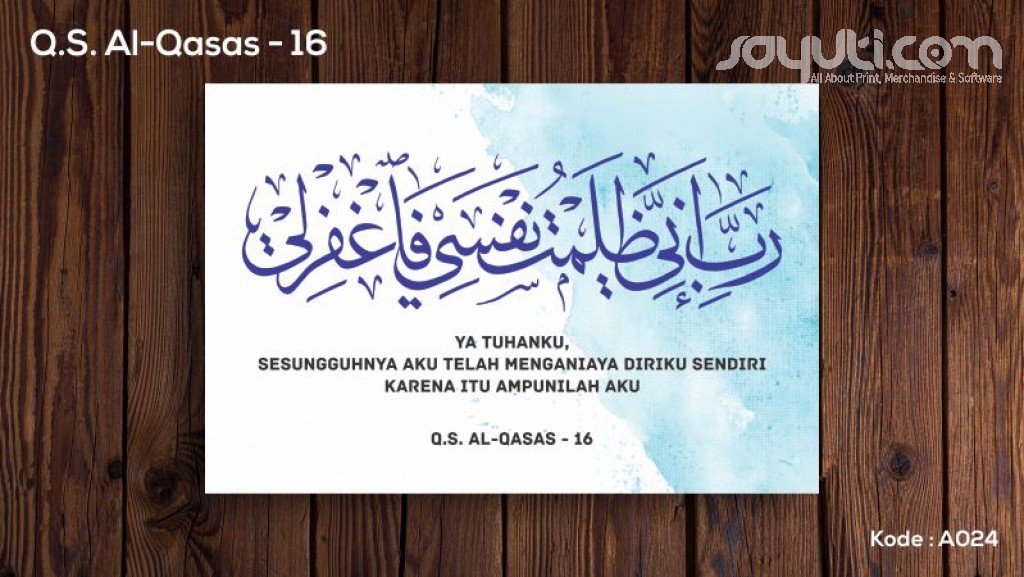 Q.S. Al-Qasas - 16
sayuti.com
All About Print, Merchandise & Software
رَبِّ إِنِّي ظَلَمْتُ نَفْسِي فَاغْفِرْ لِي
YA TUHANKU,
SESUNGGUHNYA AKU TELAH MENGANIAYA DIRIKU SENDIRI
KARENA ITU AMPUNILAH AKU
Q.S. AL-QASAS - 16
Kode : A024